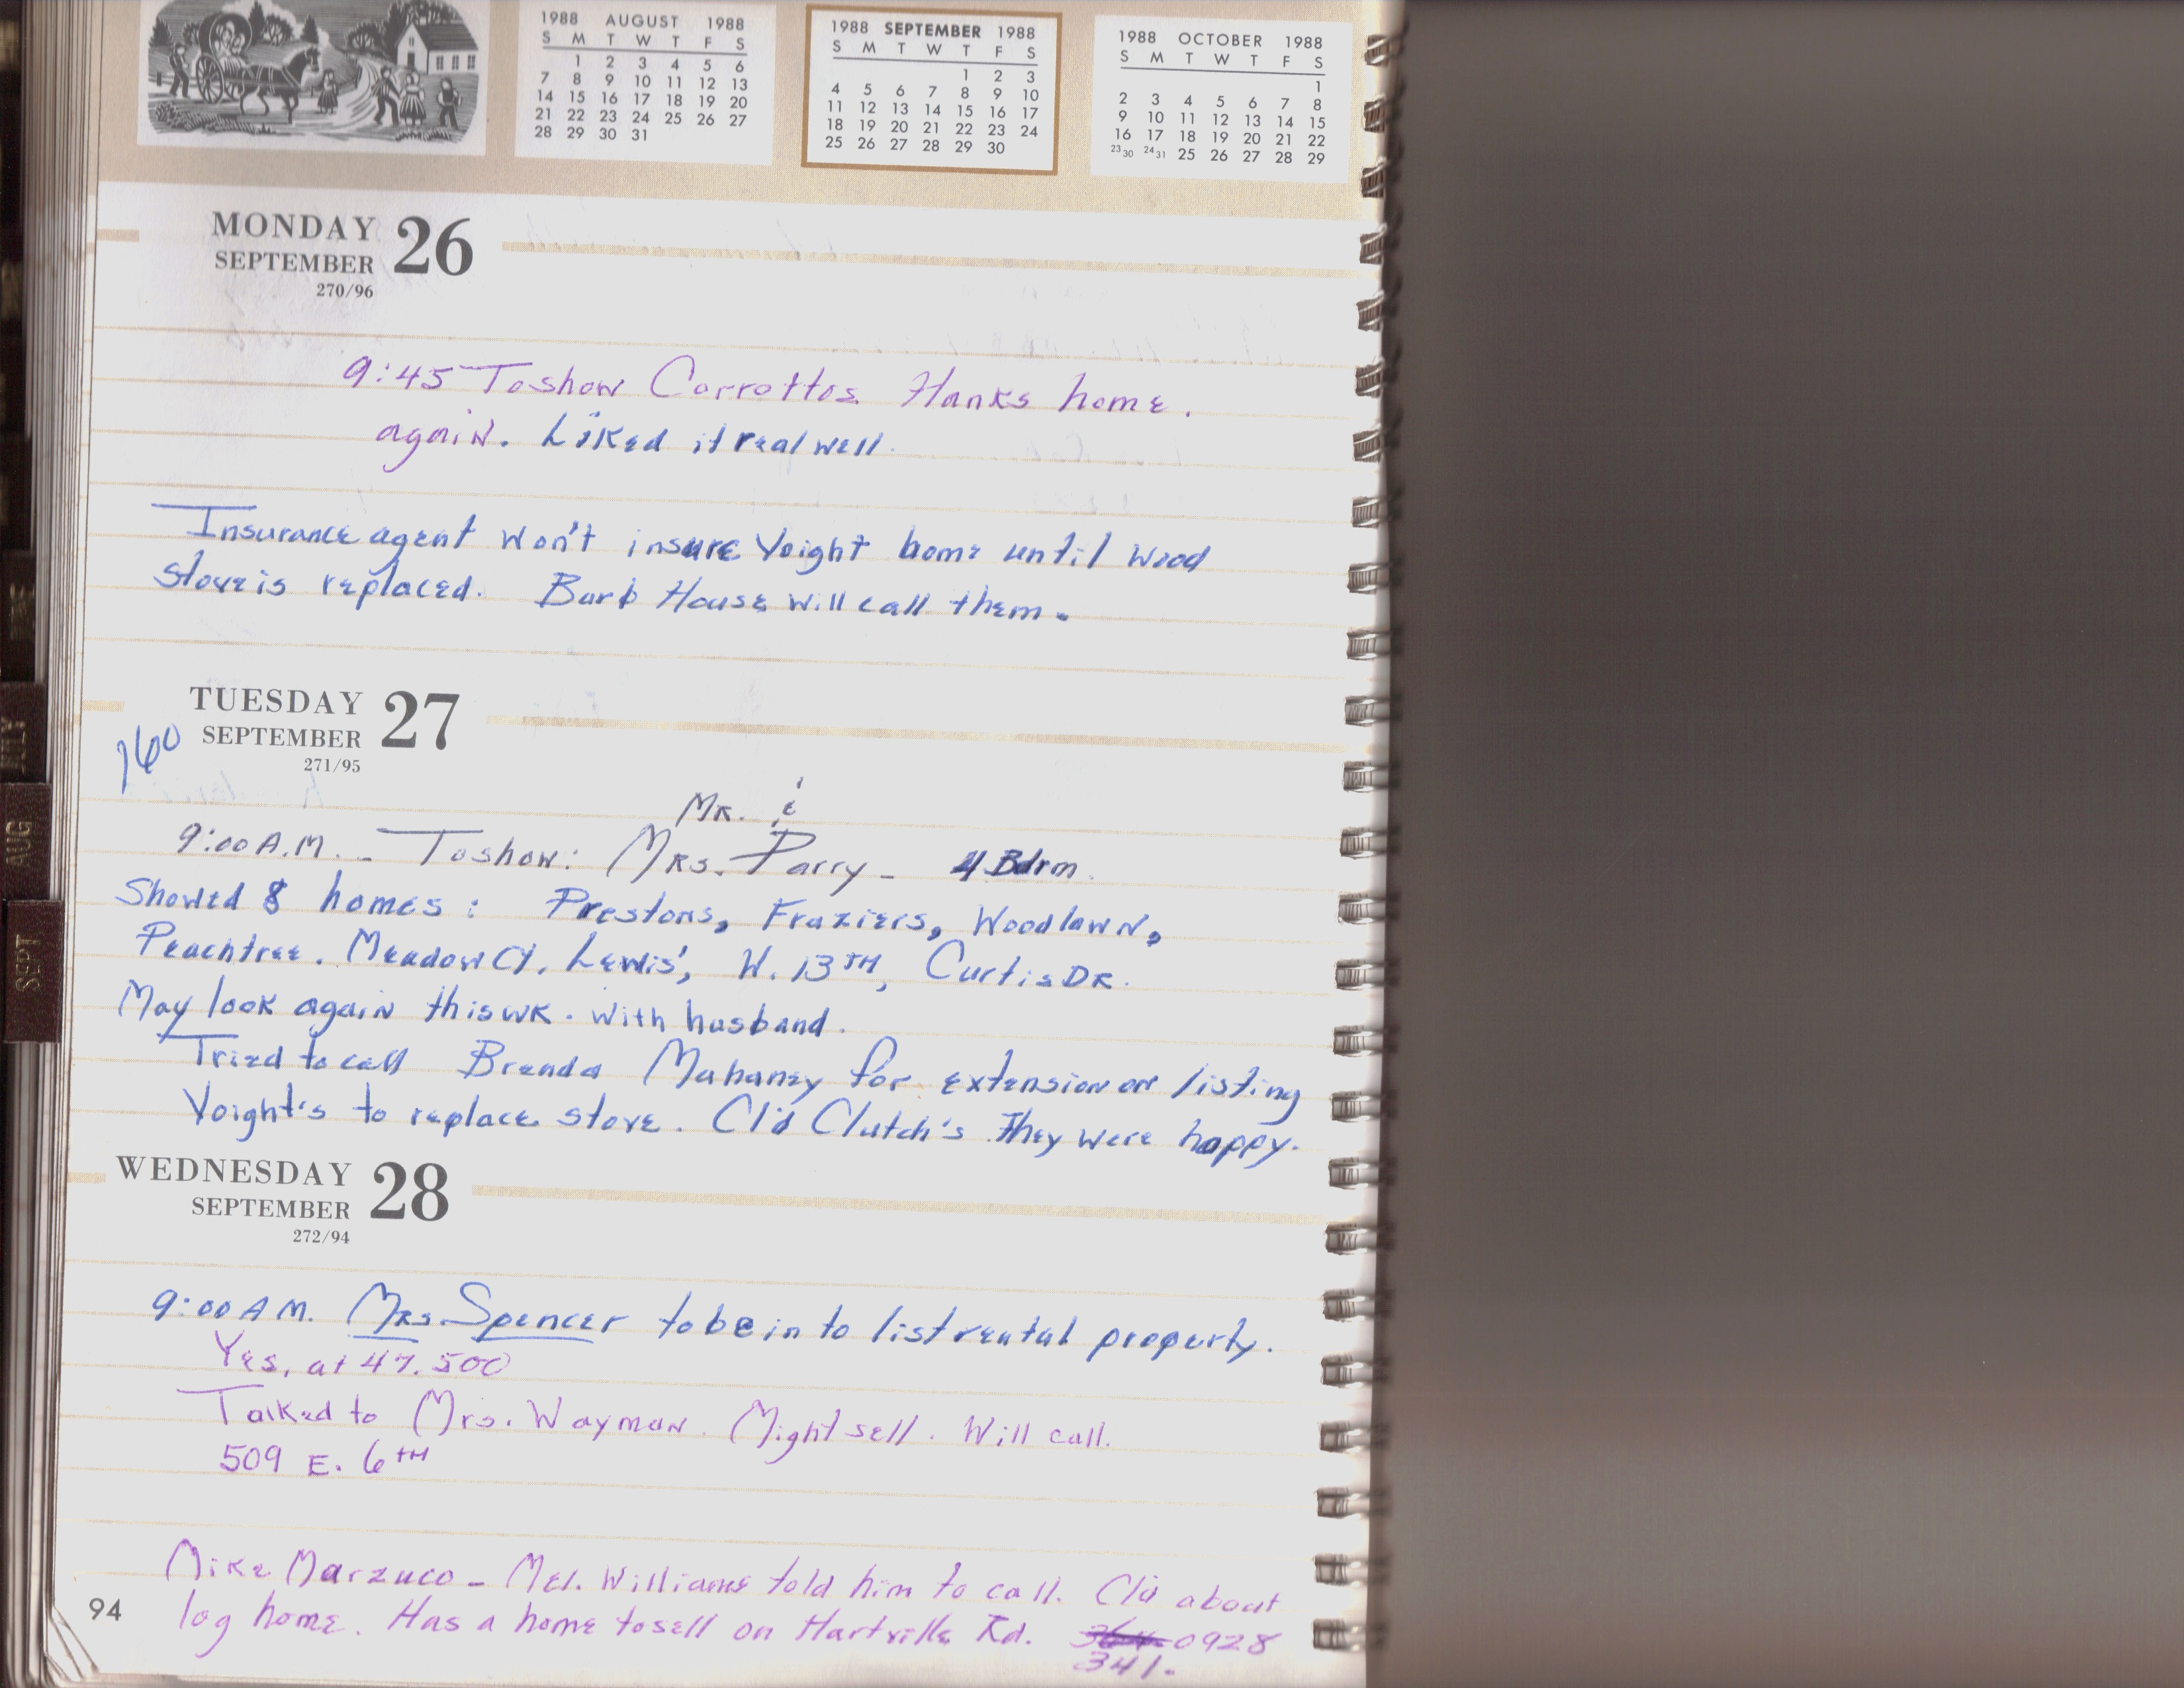 1988 AUGUST 1988
S M T W T F S
1 2 3 4 5 6
7 8 9 10 11 12 13
14 15 16 17 18 19 20
21 22 23 24 25 26 27
28 29 30 31
1988 SEPTEMBER 1988
S M T W T F S
1 2 3
4 5 6 7 8 9 10
11 12 13 14 15 16 17
18 19 20 21 22 23 24
25 26 27 28 29 30
1988 OCTOBER 1988
S M T W T F S
1
2 3 4 5 6 7 8
9 10 11 12 13 14 15
16 17 18 19 20 21 22
23 30 24 31 25 26 27 28 29
MONDAY 26
SEPTEMBER
270/96
9:45 To show Corrottos Hanks home.
again. Liked it real well.
Insurance agent won't insure Voight home until wood
stove is replaced. Barb House will call them.
TUESDAY 27
SEPTEMBER
271/95
160
Mr. &
9:00 A.M. - To show: Mrs. Parry - 4 Bdrm.
Showed 8 homes: Prestons, Fraziers, Woodlawn,
Peachtree. Meadow Ct. Lewis', W. 13TH, Curtis Dr.
May look again this wk. with husband.
Tried to call Brenda Mahaney for extension on listing
Voight's to replace stove. Cl'd Clutch's. They were happy.
WEDNESDAY 28
SEPTEMBER
272/94
9:00 A.M. Mrs. Spencer to be in to list rental property.
Yes, at 47.500
Talked to Mrs. Wayman. Might sell. Will call.
509 E. 6TH
Mike Marzuco - Mel. Williams told him to call. Cl'd about
log home. Has a home to sell on Hartville Rd. 364-0928
341-
94
JULY
AUG
SEPT